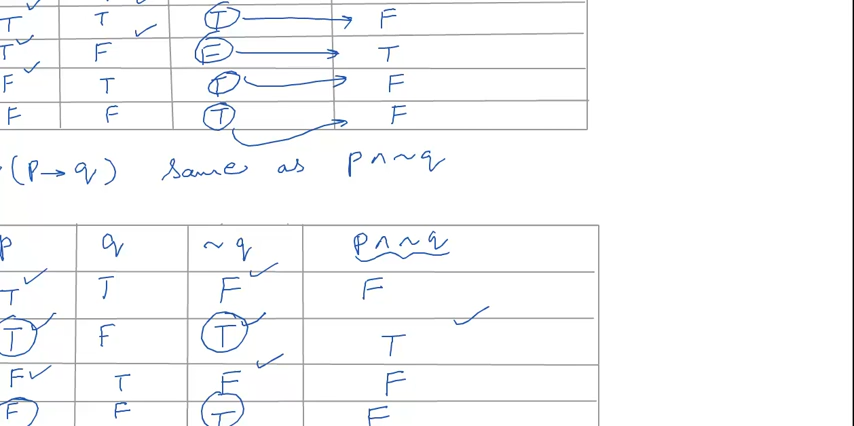 T T T F
T F F T
F T T F
F F T F
(P → q) same as p ∧ ~q
p q ~q p ∧ ~q
T T F F
T F T T
F T F F
F F T F